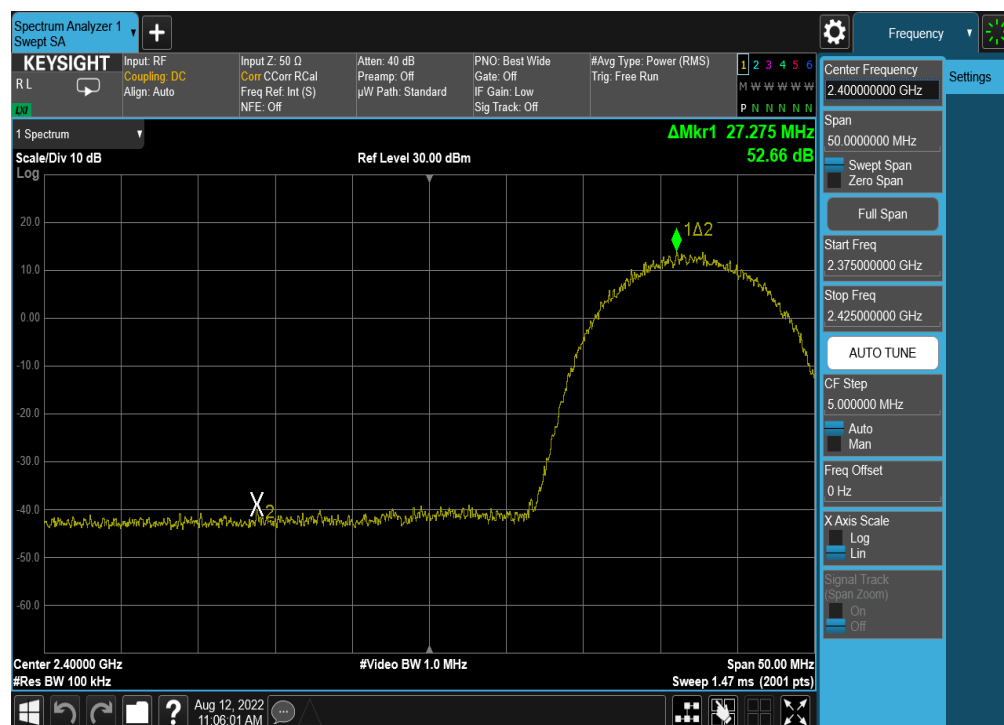 Spectrum Analyzer 1
Swept SA
+
Frequency
KEYSIGHT
R L
LXI
Input: RF
Coupling: DC
Align: Auto
Input Z: 50 Ω
Corr CCorr RCal
Freq Ref: Int (S)
NFE: Off
Atten: 40 dB
Preamp: Off
µW Path: Standard
PNO: Best Wide
Gate: Off
IF Gain: Low
Sig Track: Off
#Avg Type: Power (RMS)
Trig: Free Run
1 2 3 4 5 6
M W W W W W
P N N N N N
Center Frequency
2.400000000 GHz
Settings
Span
50.0000000 MHz
Swept Span
Zero Span
Full Span
Start Freq
2.375000000 GHz
Stop Freq
2.425000000 GHz
AUTO TUNE
CF Step
5.000000 MHz
Auto
Man
Freq Offset
0 Hz
X Axis Scale
Log
Lin
Signal Track
(Span Zoom)
On
Off
1 Spectrum
ΔMkr1 27.275 MHz
Scale/Div 10 dB
Ref Level 30.00 dBm
52.66 dB
Log
20.0
1Δ2
10.0
0.00
-10.0
-20.0
-30.0
-40.0
X2
-50.0
-60.0
Center 2.40000 GHz
#Video BW 1.0 MHz
Span 50.00 MHz
#Res BW 100 kHz
Sweep 1.47 ms (2001 pts)
?
Aug 12, 2022
11:06:01 AM